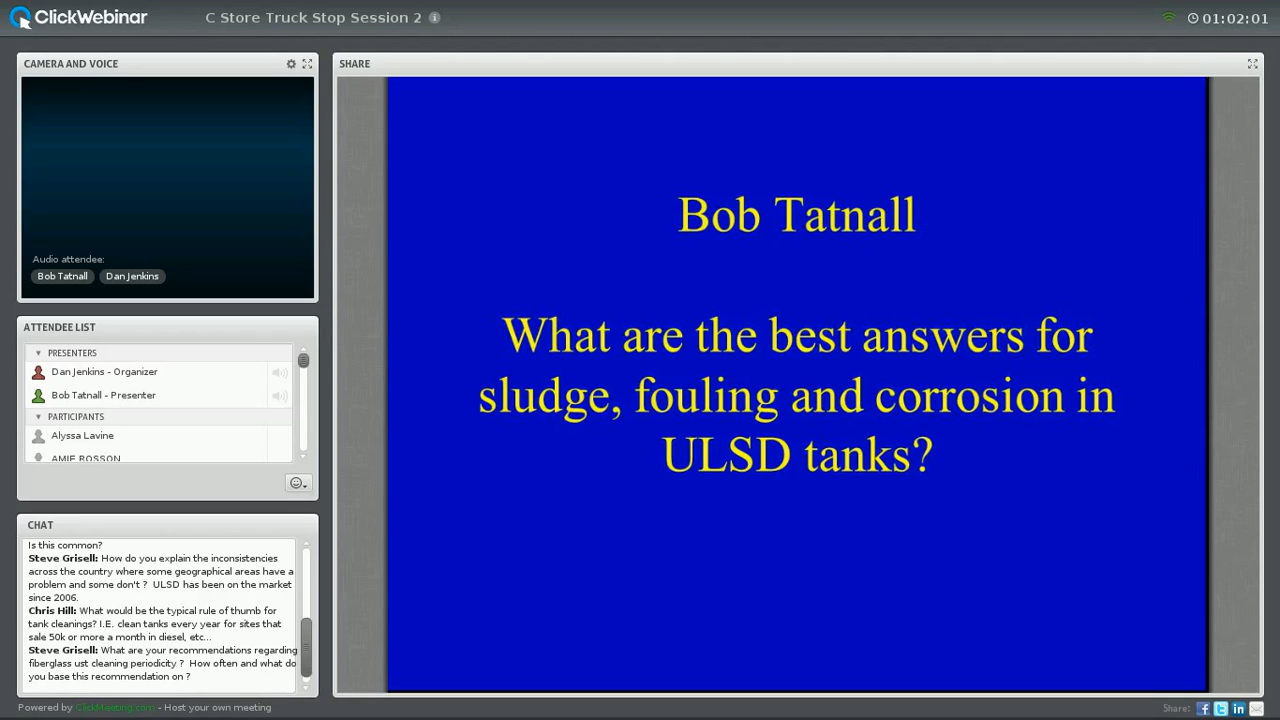 ClickWebinar
C Store Truck Stop Session 2
01:02:01
CAMERA AND VOICE
Audio attendee:
Bob Tatnall
Dan Jenkins
ATTENDEE LIST
PRESENTERS
Dan Jenkins - Organizer
Bob Tatnall - Presenter
PARTICIPANTS
Alyssa Lavine
AMIE ROSSON
CHAT
Is this common?
Steve Grisell: How do you explain the inconsistencies
across the country where some geographical areas have a
problem and some don't ?  ULSD has been on the market
since 2006.
Chris Hill: What would be the typical rule of thumb for
tank cleanings? I.E. clean tanks every year for sites that
sale 50k or more a month in diesel, etc...
Steve Grisell: What are your recommendations regarding
fiberglass ust cleaning periodicity ?  How often and what do
you base this recommendation on ?
SHARE
Bob Tatnall
What are the best answers for
sludge, fouling and corrosion in
ULSD tanks?
Powered by ClickMeeting.com - Host your own meeting
Share: